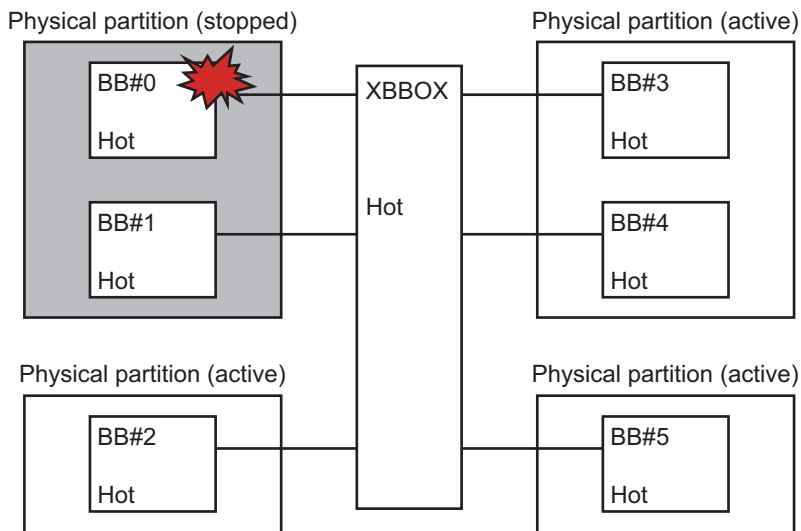 Physical partition (stopped)
Physical partition (active)
BB#0
Hot
XBBOX
Hot
BB#3
Hot
BB#1
Hot
BB#4
Hot
Physical partition (active)
Physical partition (active)
BB#2
Hot
BB#5
Hot